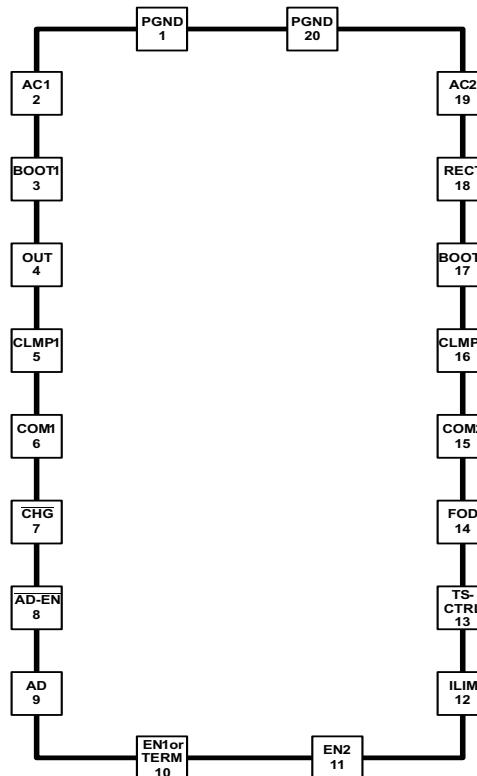 PGND
1
PGND
20
AC1
2
AC2
19
BOOT1
3
RECT
18
OUT
4
BOOT
17
CLMP1
5
CLMP
16
COM1
6
COM2
15
CHG
7
FOD
14
AD-EN
8
TS-
CTRL
13
AD
9
ILIM
12
EN1or
TERM
10
EN2
11